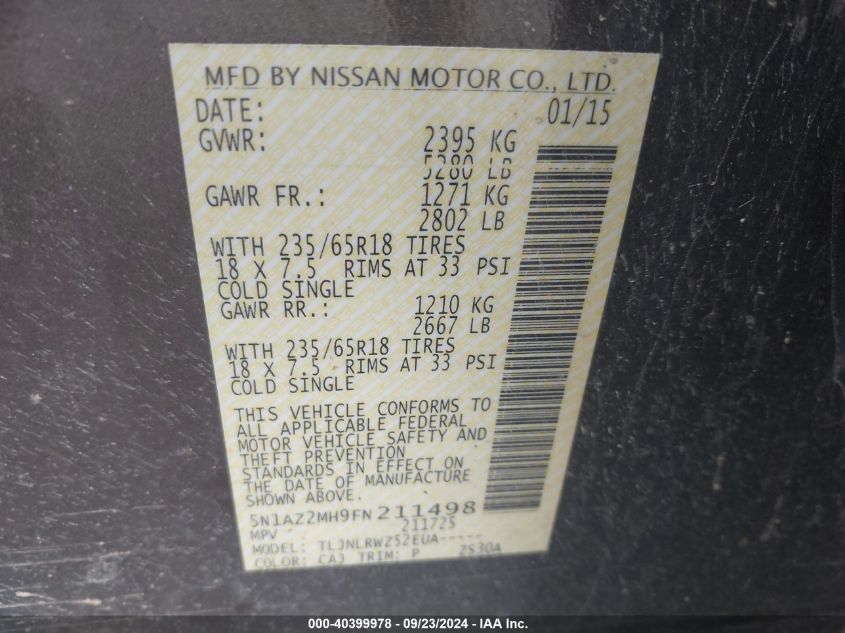 MFD BY NISSAN MOTOR CO., LTD.
DATE: 01/15
GVWR: 2395 KG
5280 LB
GAWR FR.: 1271 KG
2802 LB
WITH 235/65R18 TIRES
18 X 7.5 RIMS AT 33 PSI
COLD SINGLE
GAWR RR.: 1210 KG
2667 LB
WITH 235/65R18 TIRES
18 X 7.5 RIMS AT 33 PSI
COLD SINGLE
THIS VEHICLE CONFORMS TO
ALL APPLICABLE FEDERAL
MOTOR VEHICLE SAFETY AND
THEFT PREVENTION
STANDARDS IN EFFECT ON
THE DATE OF MANUFACTURE
SHOWN ABOVE.
5N1AZ2MH9FN211498
MPV 211725
MODEL: TLJNLRWZ52EUA-----
COLOR: CAJ TRIM: P ZS30A
000-40399978 - 09/23/2024 - IAA Inc.